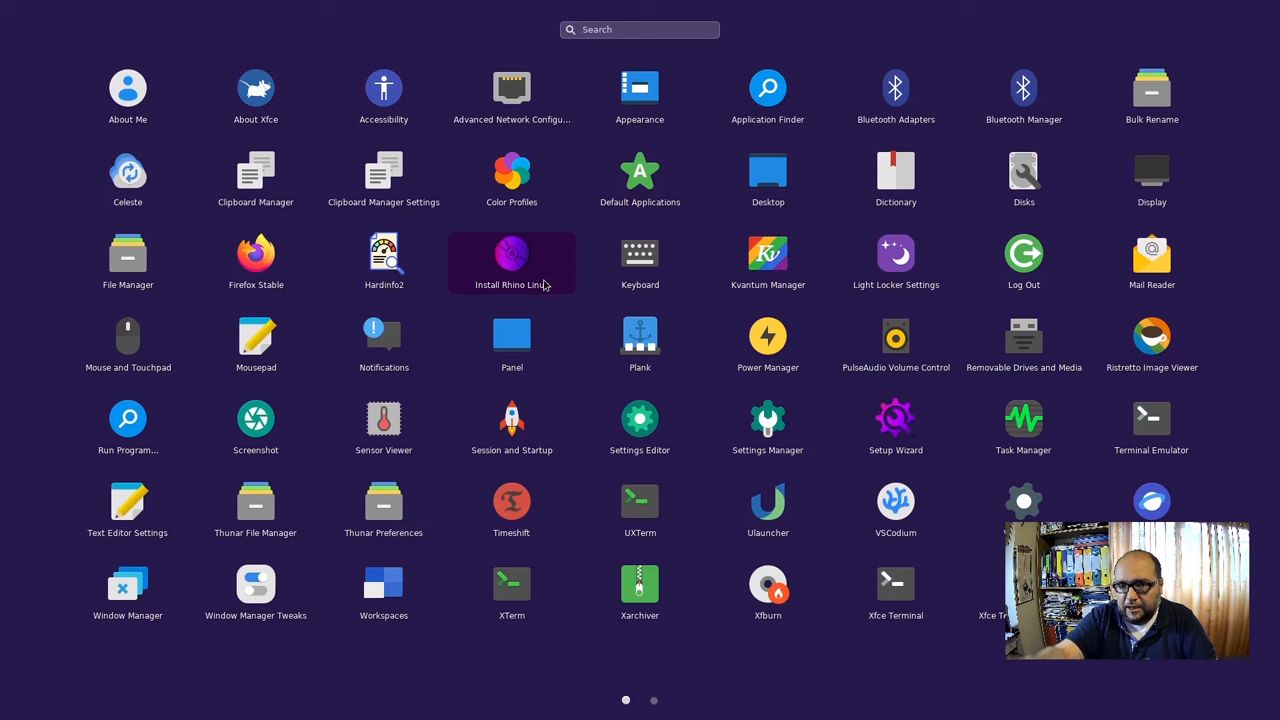 Search
About Me
About Xfce
Accessibility
Advanced Network Configu...
Appearance
Application Finder
Bluetooth Adapters
Bluetooth Manager
Bulk Rename
Celeste
Clipboard Manager
Clipboard Manager Settings
Color Profiles
Default Applications
Desktop
Dictionary
Disks
Display
File Manager
Firefox Stable
Hardinfo2
Install Rhino Linux
Keyboard
Kvantum Manager
Light Locker Settings
Log Out
Mail Reader
Mouse and Touchpad
Mousepad
Notifications
Panel
Plank
Power Manager
PulseAudio Volume Control
Removable Drives and Media
Ristretto Image Viewer
Run Program...
Screenshot
Sensor Viewer
Session and Startup
Settings Editor
Settings Manager
Setup Wizard
Task Manager
Terminal Emulator
Text Editor Settings
Thunar File Manager
Thunar Preferences
Timeshift
UXTerm
Ulauncher
VSCodium
Window Manager
Window Manager Tweaks
Workspaces
XTerm
Xarchiver
Xfburn
Xfce Terminal
Xfce